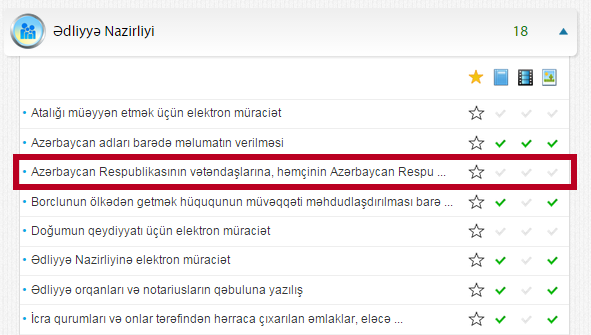 Ədliyyə Nazirliyi 18
Atalığı müəyyən etmək üçün elektron müraciət
Azərbaycan adları barədə məlumatın verilməsi
Azərbaycan Respublikasının vətəndaşlarına, həmçinin Azərbaycan Respu ...
Borclunun ölkədən getmək hüququnun müvəqqəti məhdudlaşdırılması barə ...
Doğumun qeydiyyatı üçün elektron müraciət
Ədliyyə Nazirliyinə elektron müraciət
Ədliyyə orqanları və notariusların qəbuluna yazılış
İcra qurumları və onlar tərəfindən hərraca çıxarılan əmlaklar, eləcə ...